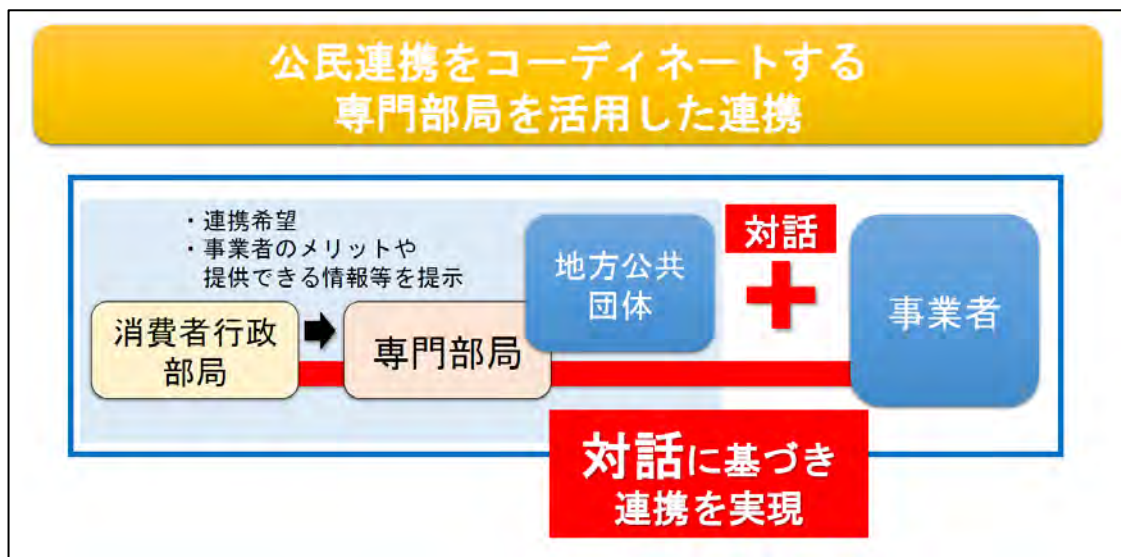 公民連携をコーディネートする
専門部局を活用した連携
・連携希望
・事業者のメリットや
提供できる情報等を提示
消費者行政
部局
専門部局
地方公共
団体
対話
事業者
対話に基づき
連携を実現